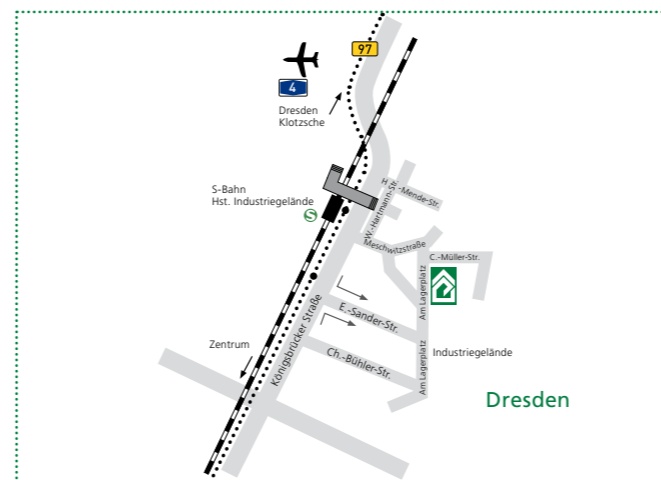 97
4
Dresden
Klotzsche
S-Bahn
Hst. Industriegelände
S
W.-Hartmann-Str.
-Mende-Str.
Meschwitzstraße
C.-Müller-Str.
Am Lagerplatz
E.-Sander-Str.
Königsbrücker Straße
Zentrum
Industriegelände
Ch.-Bühler-Str.
Am Lagerplatz
Dresden